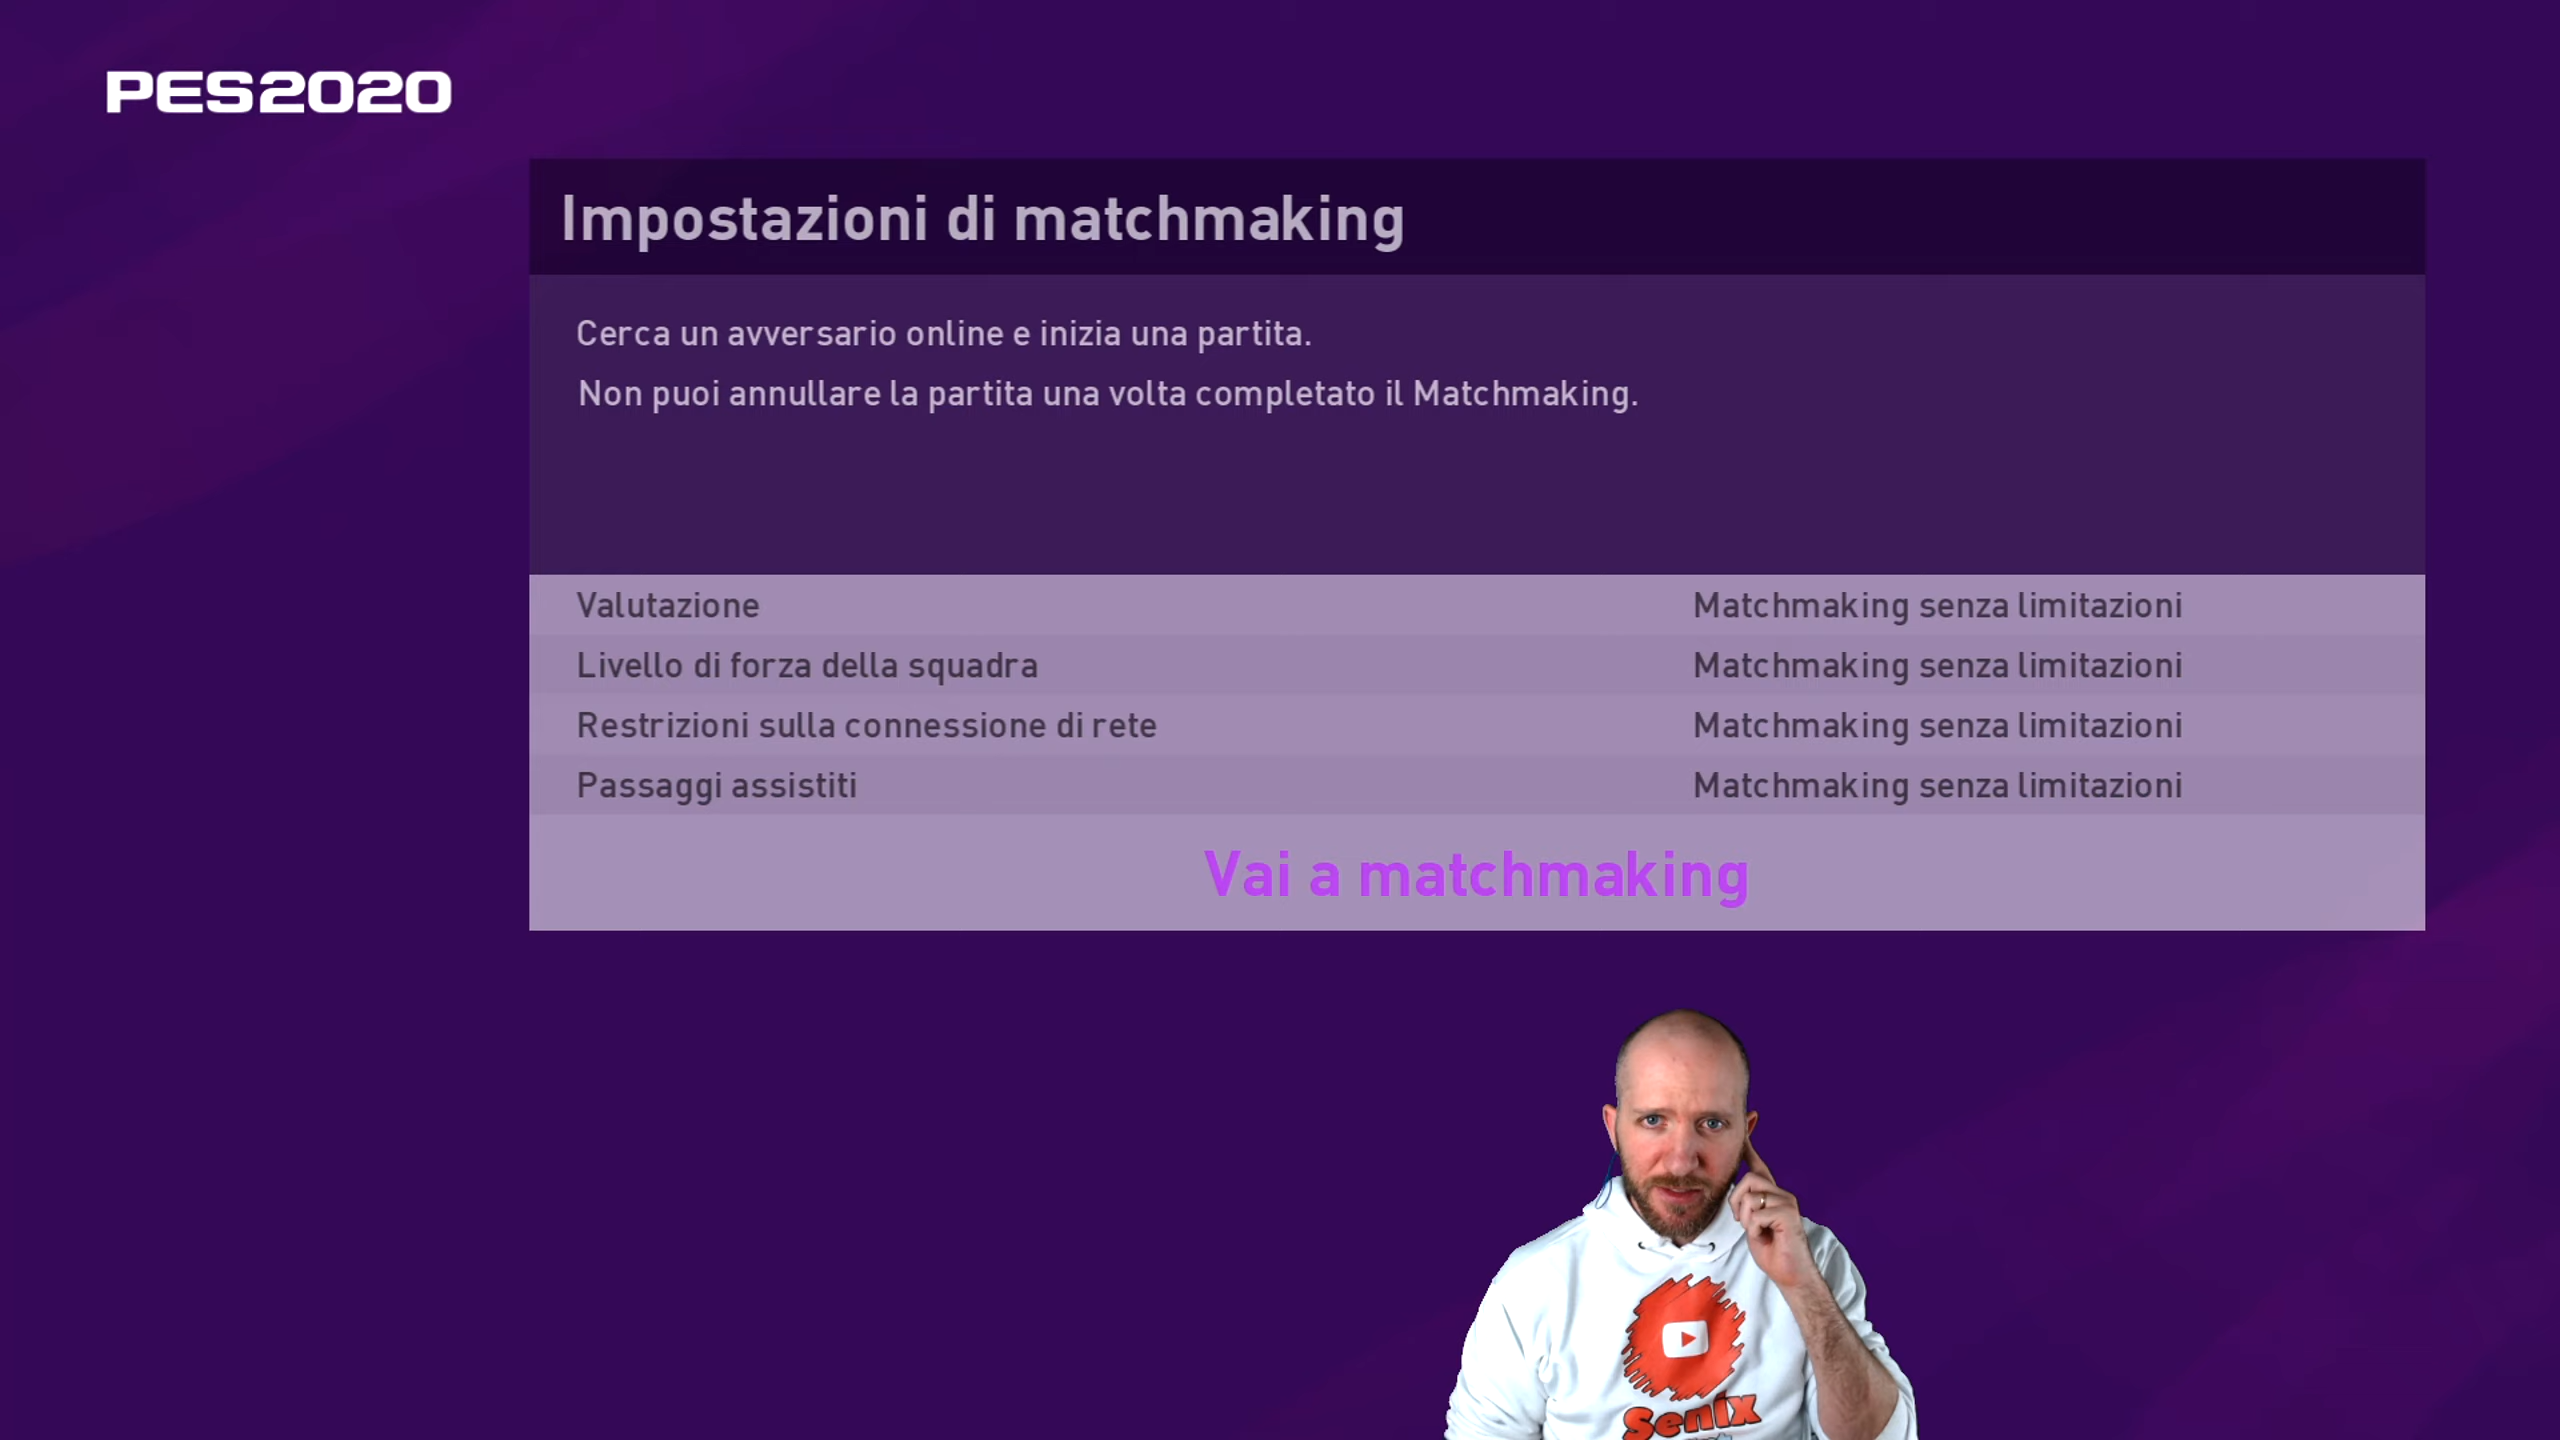 PES2020
Impostazioni di matchmaking
Cerca un avversario online e inizia una partita.
Non puoi annullare la partita una volta completato il Matchmaking.
Valutazione Matchmaking senza limitazioni
Livello di forza della squadra Matchmaking senza limitazioni
Restrizioni sulla connessione di rete Matchmaking senza limitazioni
Passaggi assistiti Matchmaking senza limitazioni
Vai a matchmaking
Senix